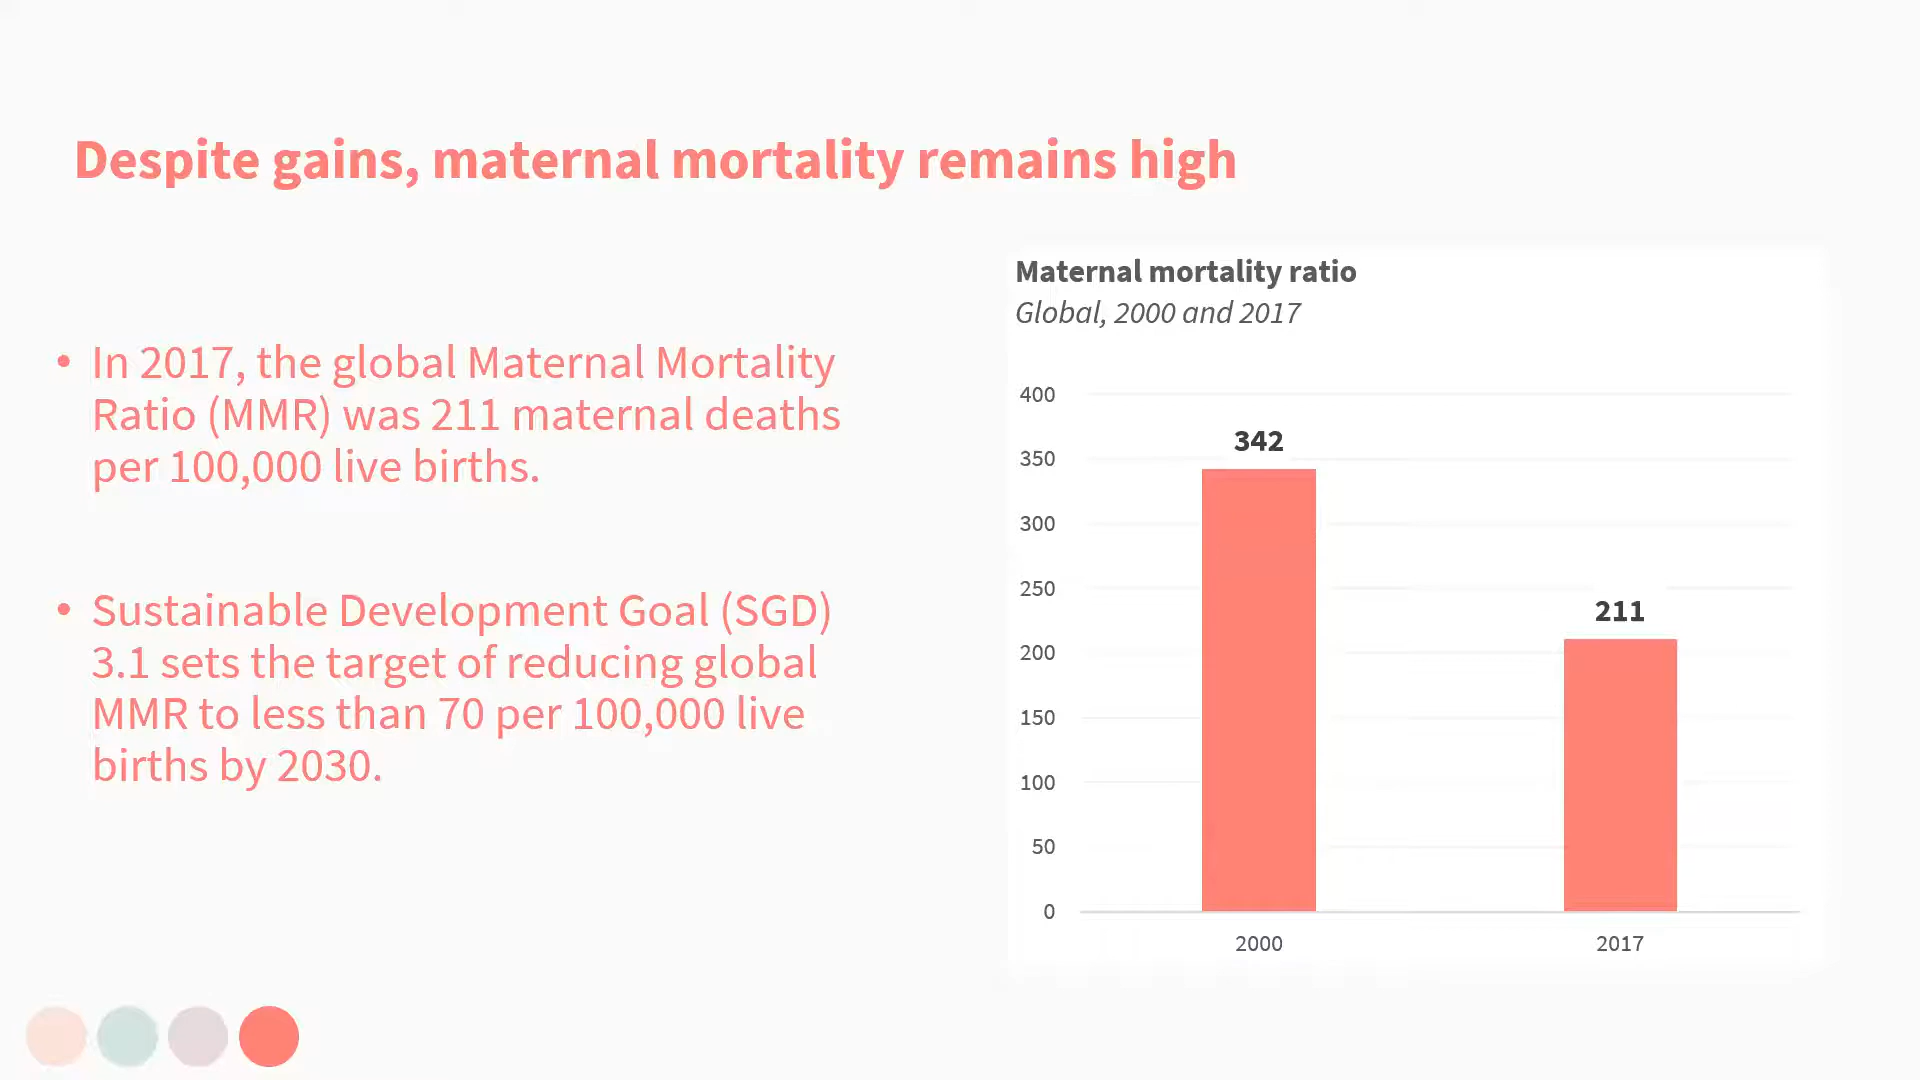 Despite gains, maternal mortality remains high
• In 2017, the global Maternal Mortality
Ratio (MMR) was 211 maternal deaths
per 100,000 live births.
• Sustainable Development Goal (SGD)
3.1 sets the target of reducing global
MMR to less than 70 per 100,000 live
births by 2030.
Maternal mortality ratio
Global, 2000 and 2017
400
342
350
300
250
211
200
150
100
50
0
2000
2017